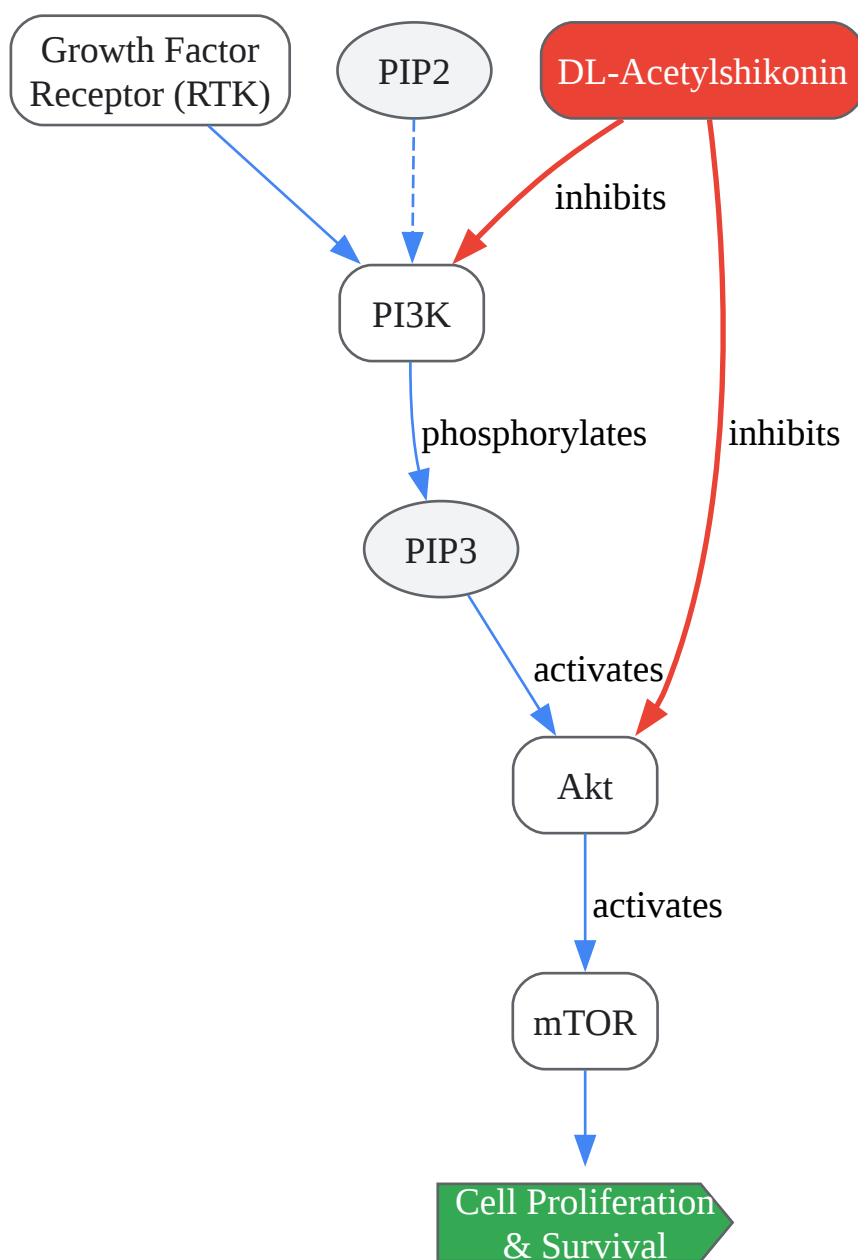 Growth Factor
Receptor (RTK)
PIP2
DL-Acetylshikonin
inhibits
PI3K
phosphorylates
inhibits
PIP3
activates
Akt
activates
mTOR
Cell Proliferation
& Survival